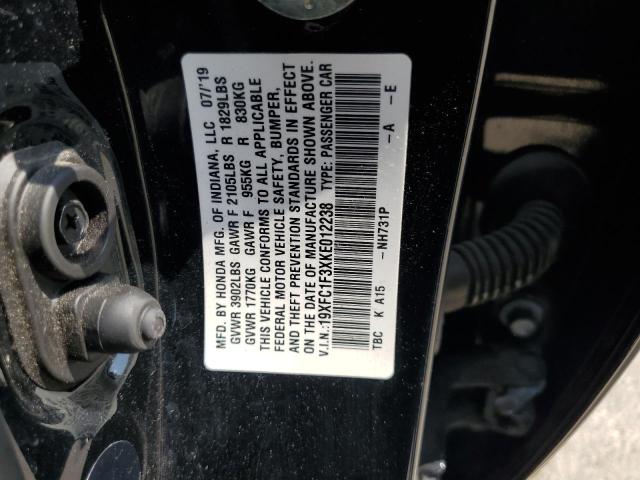 MFD. BY HONDA MFG. OF INDIANA, LLC 07/'19
GVWR 3902LBS GAWR F 2105LBS R 1829LBS
GVWR 1770KG GAWR F 955KG R 830KG
THIS VEHICLE CONFORMS TO ALL APPLICABLE
FEDERAL MOTOR VEHICLE SAFETY, BUMPER,
AND THEFT PREVENTION STANDARDS IN EFFECT
ON THE DATE OF MANUFACTURE SHOWN ABOVE.
V.I.N.:19XFC1F3XKE012238 TYPE: PASSENGER CAR
TBC K A15 -NH731P -A -E